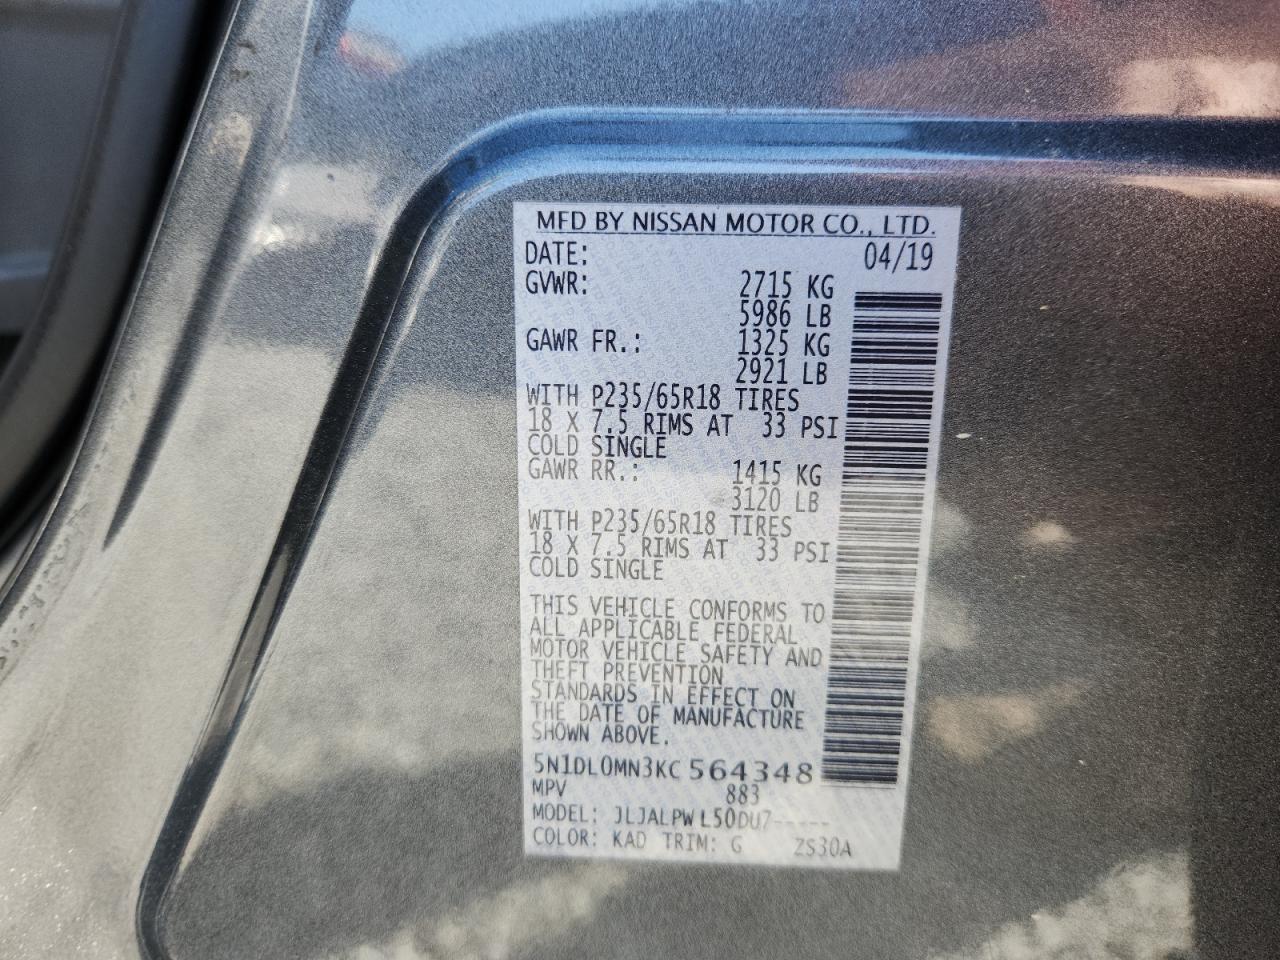 MFD BY NISSAN MOTOR CO., LTD.
DATE: 04/19
GVWR: 2715 KG
5986 LB
GAWR FR.: 1325 KG
2921 LB
WITH P235/65R18 TIRES
18 X 7.5 RIMS AT 33 PSI
COLD SINGLE
GAWR RR.: 1415 KG
3120 LB
WITH P235/65R18 TIRES
18 X 7.5 RIMS AT 33 PSI
COLD SINGLE
THIS VEHICLE CONFORMS TO
ALL APPLICABLE FEDERAL
MOTOR VEHICLE SAFETY AND
THEFT PREVENTION
STANDARDS IN EFFECT ON
THE DATE OF MANUFACTURE
SHOWN ABOVE.
5N1DL0MN3KC564348
MPV 883
MODEL: JLJALPW L50DU7-----
COLOR: KAD TRIM: G ZS30A